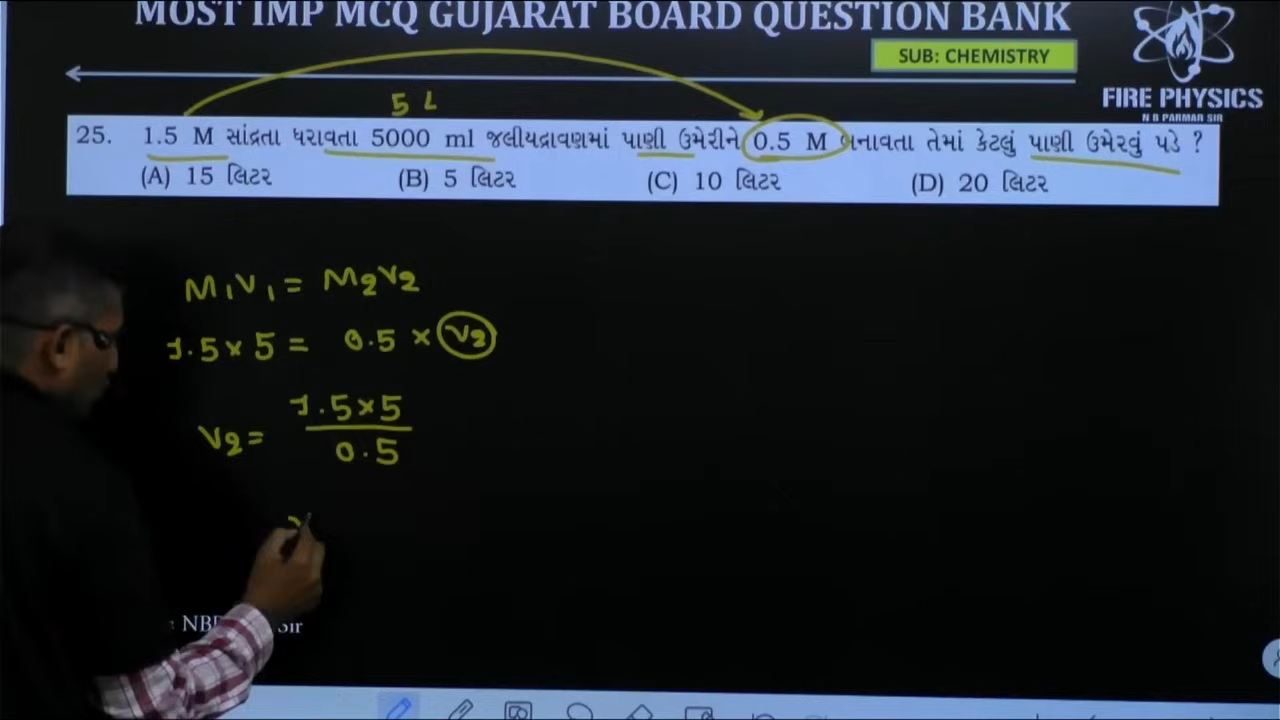 MOST IMP MCQ GUJARAT BOARD QUESTION BANK
SUB: CHEMISTRY
FIRE PHYSICS
N B PARMAR SIR
5 L
25. 1.5 M સાંદ્રતા ધરાવતા 5000 ml જલીયદ્રાવણમાં પાણી ઉમેરીને 0.5 M બનાવતા તેમાં કેટલું પાણી ઉમેરવું પડે ?
(A) 15 લિટર (B) 5 લિટર (C) 10 લિટર (D) 20 લિટર
M₁V₁ = M₂V₂
1.5 × 5 = 0.5 × V₂
V₂ = 1.5 × 5
0.5
Sir